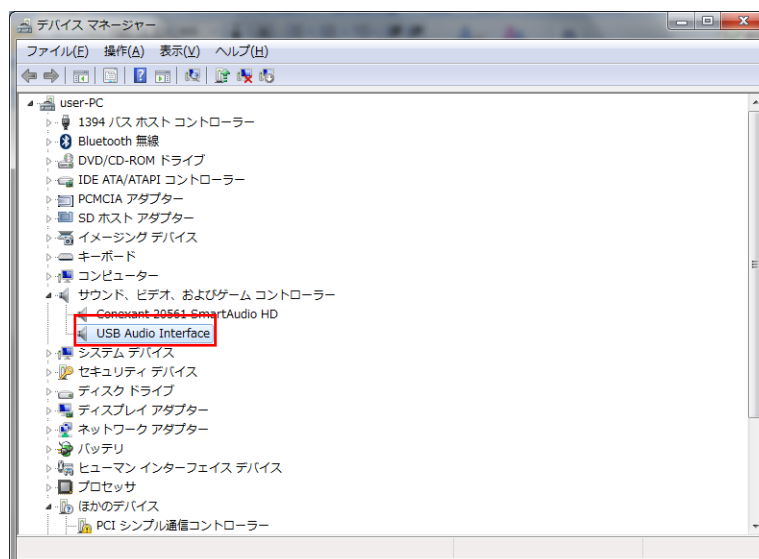 デバイス マネージャー
ファイル(F) 操作(A) 表示(V) ヘルプ(H)
user-PC
1394 バス ホスト コントローラー
Bluetooth 無線
DVD/CD-ROM ドライブ
IDE ATA/ATAPI コントローラー
PCMCIA アダプター
SD ホスト アダプター
イメージング デバイス
キーボード
コンピューター
サウンド、ビデオ、およびゲーム コントローラー
Conexant 20561 SmartAudio HD
USB Audio Interface
システム デバイス
セキュリティ デバイス
ディスク ドライブ
ディスプレイ アダプター
ネットワーク アダプター
バッテリ
ヒューマン インターフェイス デバイス
プロセッサ
ほかのデバイス
PCI シンプル通信コントローラー